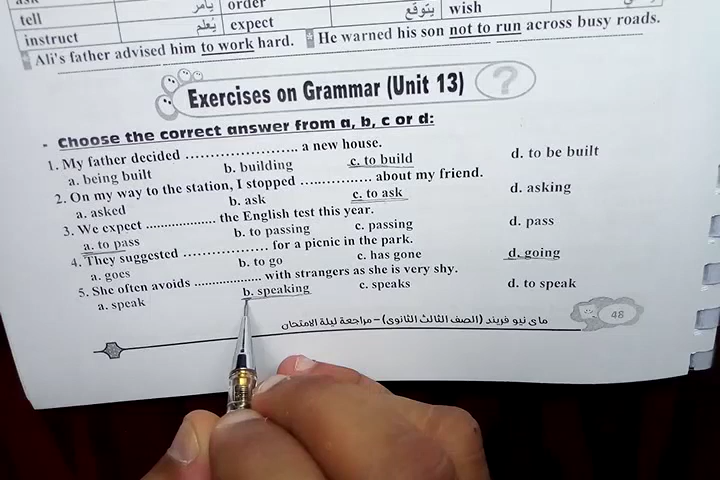 order يأمر
tell
instruct يُعلم expect يتوقع wish
Ali's father advised him to work hard. He warned his son not to run across busy roads.
Exercises on Grammar (Unit 13) ?
- Choose the correct answer from a, b, c or d:
1. My father decided ........................ a new house.
a. being built b. building c. to build d. to be built
2. On my way to the station, I stopped ............... about my friend.
a. asked b. ask c. to ask d. asking
3. We expect ................... the English test this year.
a. to pass b. to passing c. passing d. pass
4. They suggested ..................... for a picnic in the park.
a. goes b. to go c. has gone d. going
5. She often avoids ................... with strangers as she is very shy.
a. speak b. speaking c. speaks d. to speak
ماى نيو فريند (الصف الثالث الثانوى) – مراجعة ليلة الامتحان 48